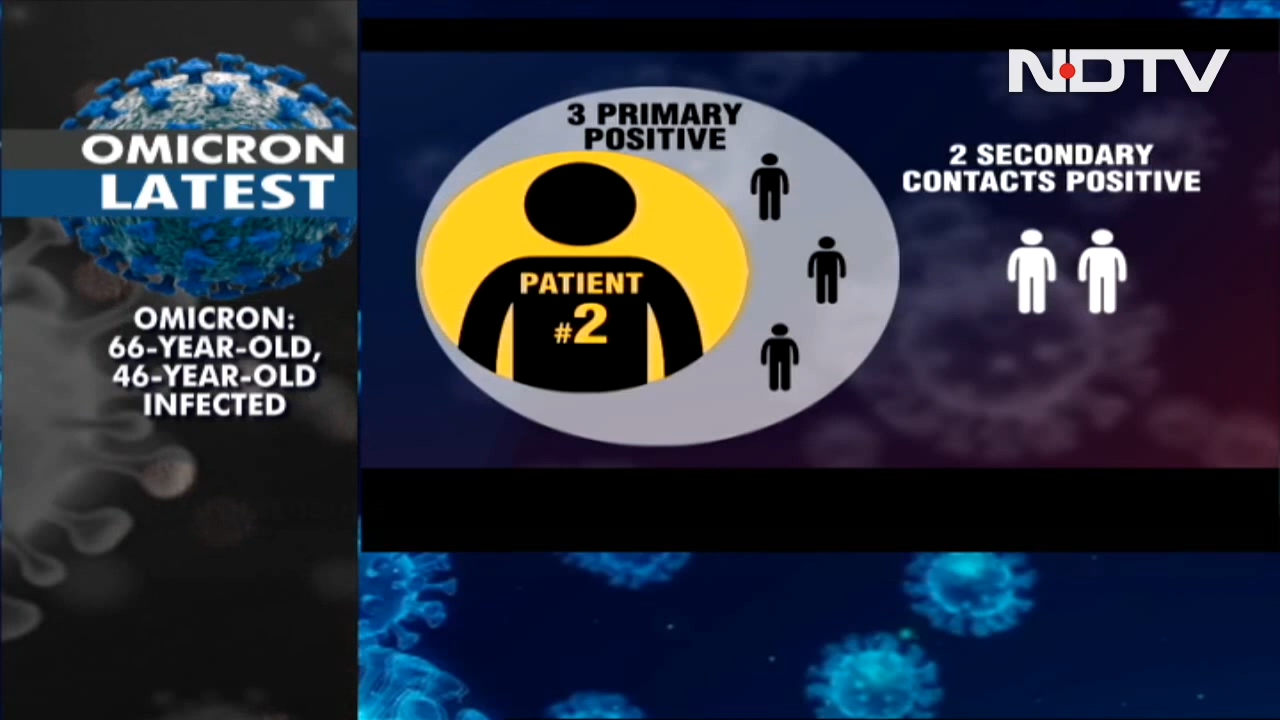 OMICRON
LATEST
OMICRON:
66-YEAR-OLD,
46-YEAR-OLD
INFECTED
NDTV
3 PRIMARY
POSITIVE
PATIENT
#2
2 SECONDARY
CONTACTS POSITIVE